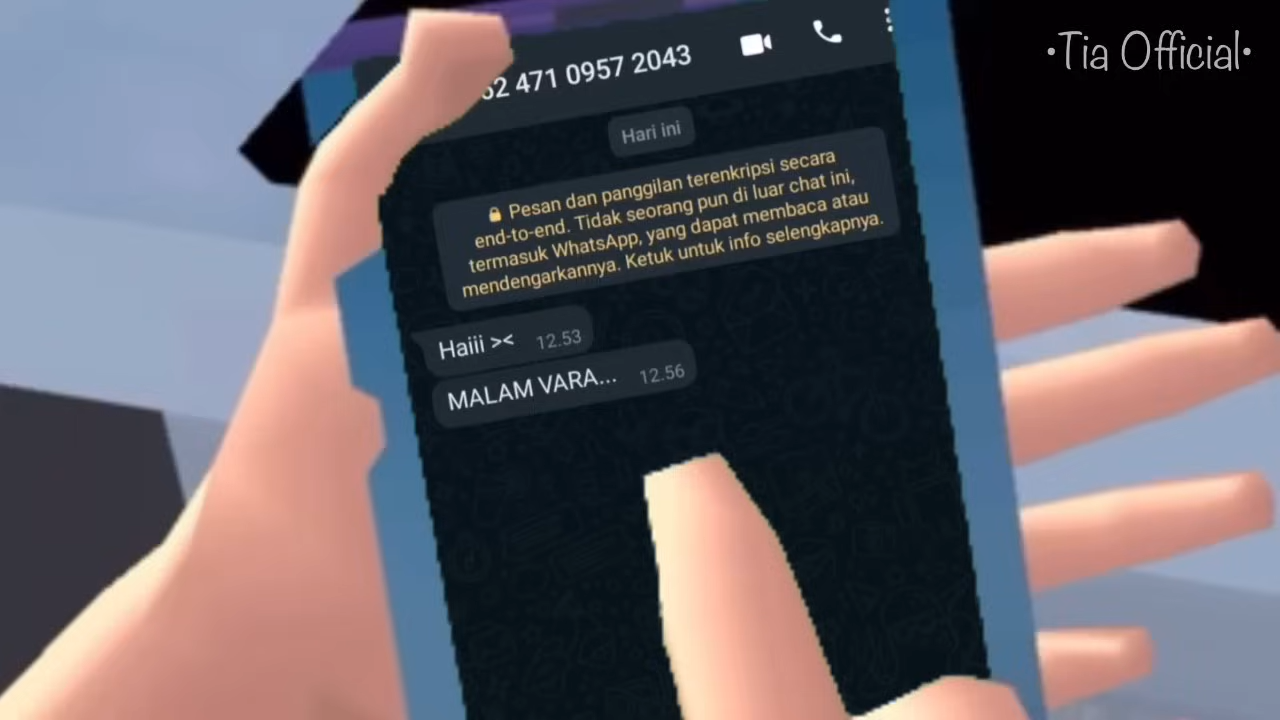 •Tia Official•
62 471 0957 2043
Hari ini
🔒 Pesan dan panggilan terenkripsi secara
end-to-end. Tidak seorang pun di luar chat ini,
termasuk WhatsApp, yang dapat membaca atau
mendengarkannya. Ketuk untuk info selengkapnya.
Haiii >< 12.53
MALAM VARA... 12.56